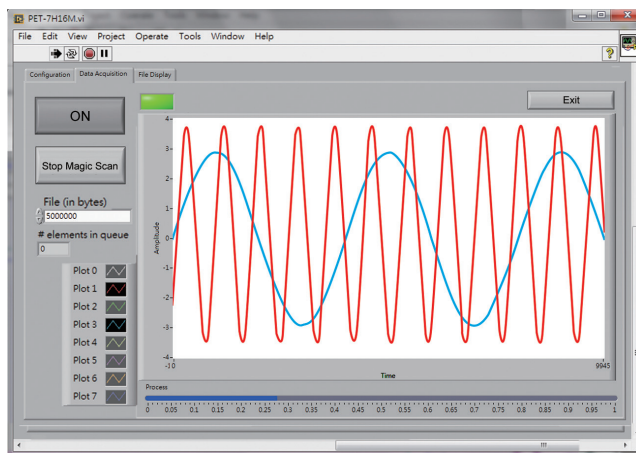 PET-7H16M.vi
File Edit View Project Operate Tools Window Help
Configuration Data Acquisition File Display
ON
Exit
Stop Magic Scan
File (in bytes)
5000000
# elements in queue
0
Plot 0
Plot 1
Plot 2
Plot 3
Plot 4
Plot 5
Plot 6
Plot 7
Amplitude
4
3
2
1
0
-1
-2
-3
-4
-10 9945
Time
Process
0 0.05 0.1 0.15 0.2 0.25 0.3 0.35 0.4 0.45 0.5 0.55 0.6 0.65 0.7 0.75 0.8 0.85 0.9 0.95 1